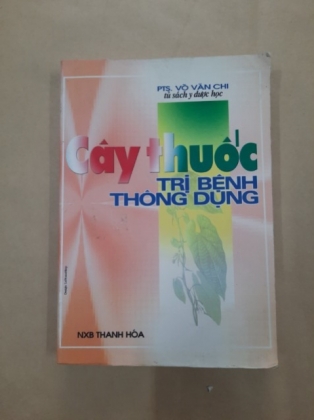 PTS. VÕ VĂN CHI
tủ sách y dược học
Cây thuốc
TRỊ BỆNH
THÔNG DỤNG
NXB THANH HÓA